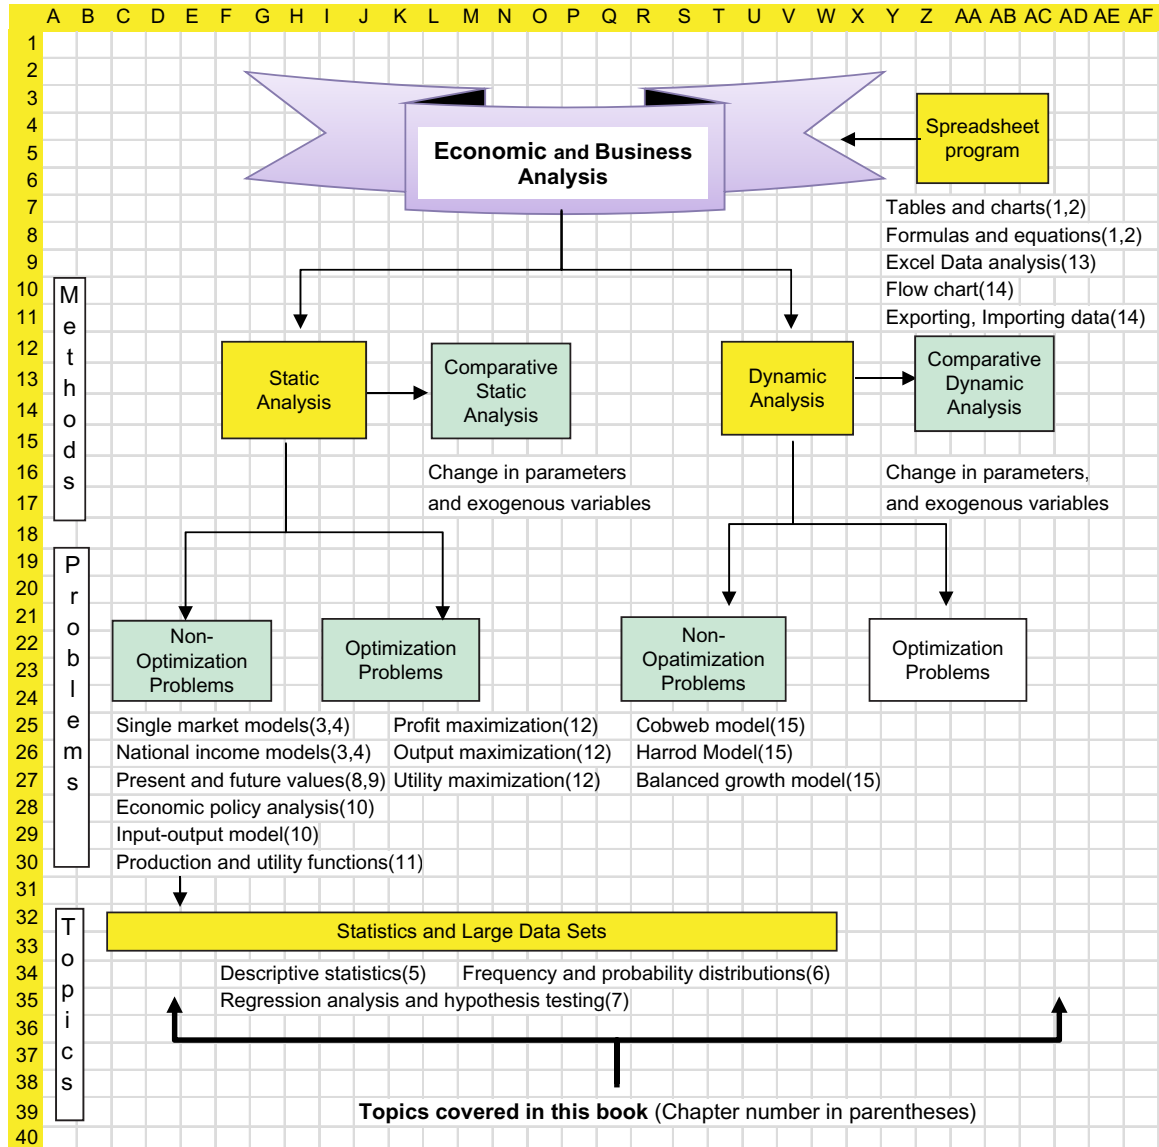 A B C D E F G H I J K L M N O P Q R S T U V W X Y Z AA AB AC AD AE AF
1
2
3
4
5
6
7
8
9
10
11
12
13
14
15
16
17
18
19
20
21
22
23
24
25
26
27
28
29
30
31
32
33
34
35
36
37
38
39
40
Economic and Business
Analysis
Spreadsheet
program
Tables and charts(1,2)
Formulas and equations(1,2)
Excel Data analysis(13)
Flow chart(14)
Exporting, Importing data(14)
Methods
Static
Analysis
Comparative
Static
Analysis
Dynamic
Analysis
Comparative
Dynamic
Analysis
Change in parameters
and exogenous variables
Change in parameters,
and exogenous variables
Problems
Non-
Optimization
Problems
Optimization
Problems
Non-
Opatimization
Problems
Optimization
Problems
Single market models(3,4)
National income models(3,4)
Present and future values(8,9)
Economic policy analysis(10)
Input-output model(10)
Production and utility functions(11)
Profit maximization(12)
Output maximization(12)
Utility maximization(12)
Cobweb model(15)
Harrod Model(15)
Balanced growth model(15)
Topics
Statistics and Large Data Sets
Descriptive statistics(5) Frequency and probability distributions(6)
Regression analysis and hypothesis testing(7)
Topics covered in this book (Chapter number in parentheses)